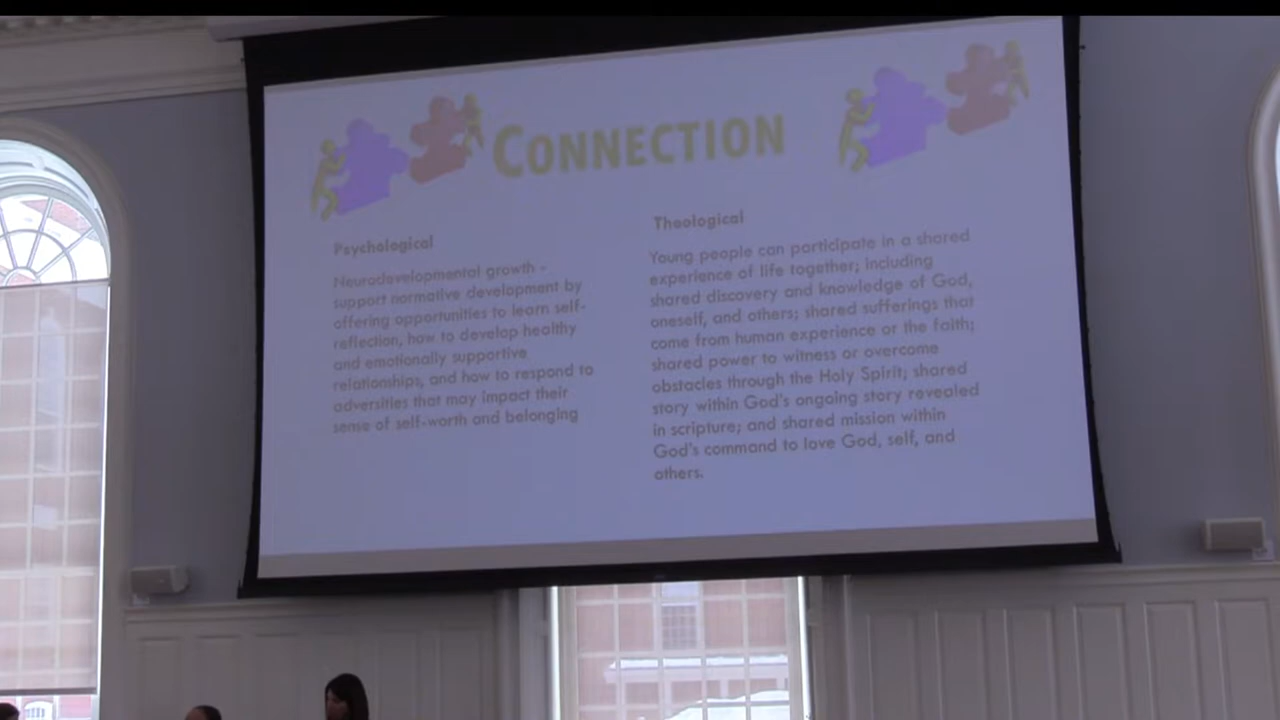 CONNECTION
Psychological
Neurodevelopmental growth -
support normative development by
offering opportunities to learn self-
reflection, how to develop healthy
and emotionally supportive
relationships, and how to respond to
adversities that may impact their
sense of self-worth and belonging
Theological
Young people can participate in a shared
experience of life together; including
shared discovery and knowledge of God,
oneself, and others; shared sufferings that
come from human experience or the faith;
shared power to witness or overcome
obstacles through the Holy Spirit; shared
story within God's ongoing story revealed
in scripture; and shared mission within
God's command to love God, self, and
others.